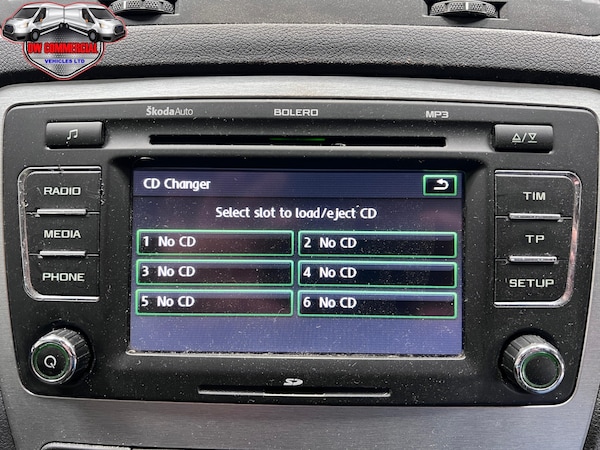 UW COMMERCIAL
VEHICLES LTD
ŠkodaAuto BOLERO MP3
RADIO
MEDIA
PHONE
CD Changer
Select slot to load/eject CD
1 No CD 2 No CD
3 No CD 4 No CD
5 No CD 6 No CD
TIM
TP
SETUP
SD